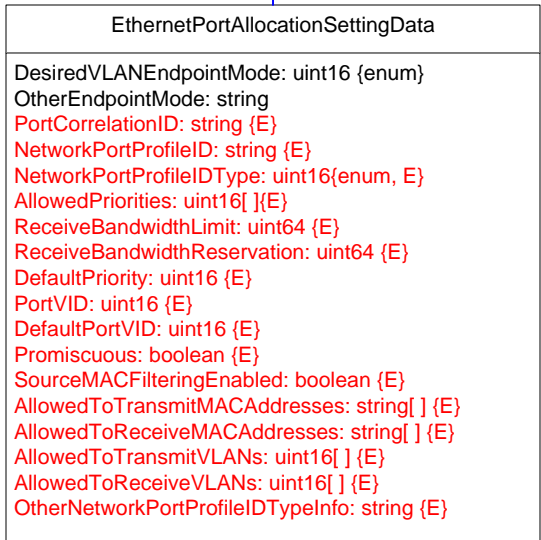 EthernetPortAllocationSettingData
DesiredVLANEndpointMode: uint16 {enum}
OtherEndpointMode: string
PortCorrelationID: string {E}
NetworkPortProfileID: string {E}
NetworkPortProfileIDType: uint16{enum, E}
AllowedPriorities: uint16[ ]{E}
ReceiveBandwidthLimit: uint64 {E}
ReceiveBandwidthReservation: uint64 {E}
DefaultPriority: uint16 {E}
PortVID: uint16 {E}
DefaultPortVID: uint16 {E}
Promiscuous: boolean {E}
SourceMACFilteringEnabled: boolean {E}
AllowedToTransmitMACAddresses: string[ ] {E}
AllowedToReceiveMACAddresses: string[ ] {E}
AllowedToTransmitVLANs: uint16[ ] {E}
AllowedToReceiveVLANs: uint16[ ] {E}
OtherNetworkPortProfileIDTypeInfo: string {E}